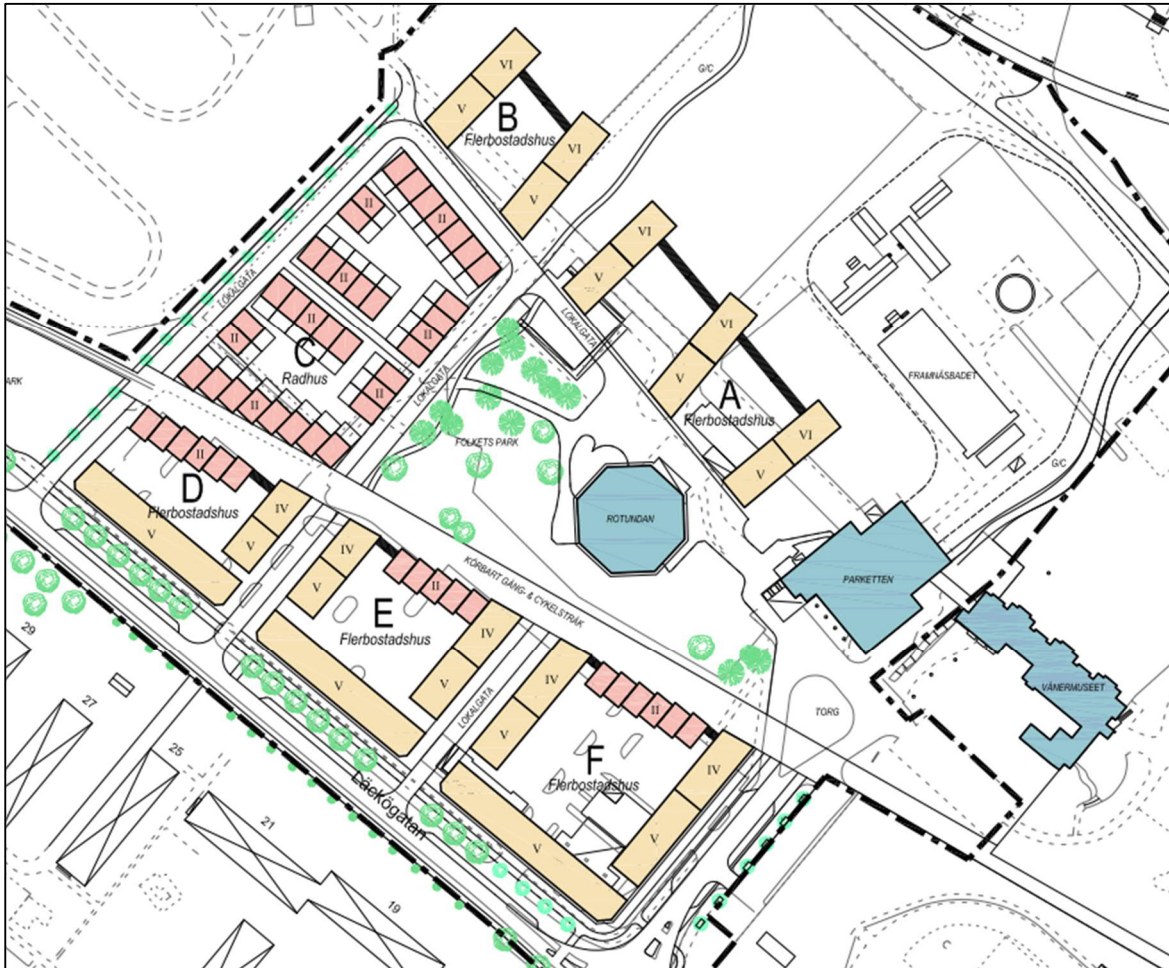 VI
V
B
Flerbostadshus
VI
V
G/C
II
II
II
II
II
II
II
II
C
Radhus
LOKALGATA
LOKALGATA
LOKALGATA
VI
V
VI
V
A
Flerbostadshus
VI
V
FRAMNÄSBADET
G/C
ARK
FOLKETS PARK
ROTUNDAN
PARKETTEN
VÄNERMUSEET
TORG
KÖRBART GÅNG- & CYKELSTRÅK
II
D
Flerbostadshus
V
IV
V
IV
V
II
E
Flerbostadshus
V
IV
V
LOKALGATA
IV
V
II
F
Flerbostadshus
V
IV
V
Läckögatan
29
27
25
21
19